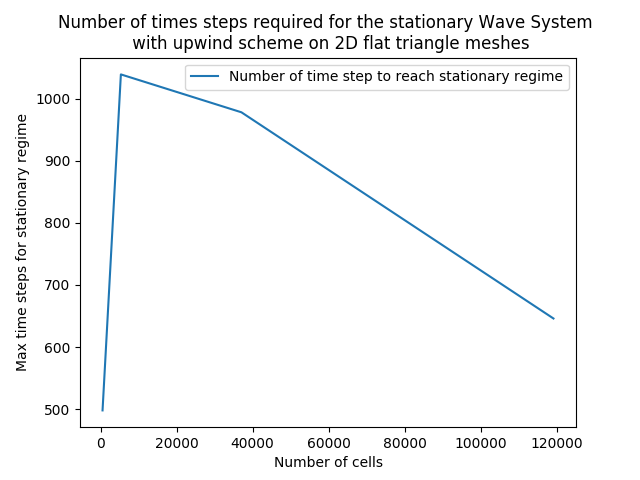 Number of times steps required for the stationary Wave System
with upwind scheme on 2D flat triangle meshes
Number of time step to reach stationary regime
Max time steps for stationary regime
1000
900
800
700
600
500
0 20000 40000 60000 80000 100000 120000
Number of cells